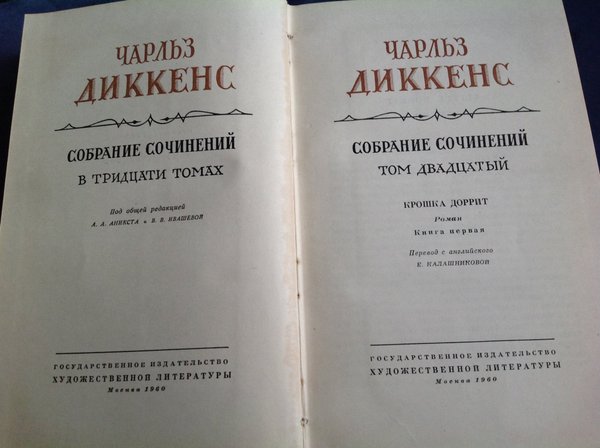 ЧАРЛЬЗ
ДИККЕНС
СОБРАНИЕ СОЧИНЕНИЙ
В ТРИДЦАТИ ТОМАХ
Под общей редакцией
А. А. АНИКСТА и В. В. ИВАШЕВОЙ
ГОСУДАРСТВЕННОЕ ИЗДАТЕЛЬСТВО
ХУДОЖЕСТВЕННОЙ ЛИТЕРАТУРЫ
Москва 1960
ЧАРЛЬЗ
ДИККЕНС
СОБРАНИЕ СОЧИНЕНИЙ
ТОМ ДВАДЦАТЫЙ
КРОШКА ДОРРИТ
Роман
Книга первая
Перевод с английского
Е. КАЛАШНИКОВОЙ
ГОСУДАРСТВЕННОЕ ИЗДАТЕЛЬСТВО
ХУДОЖЕСТВЕННОЙ ЛИТЕРАТУРЫ
Москва 1960